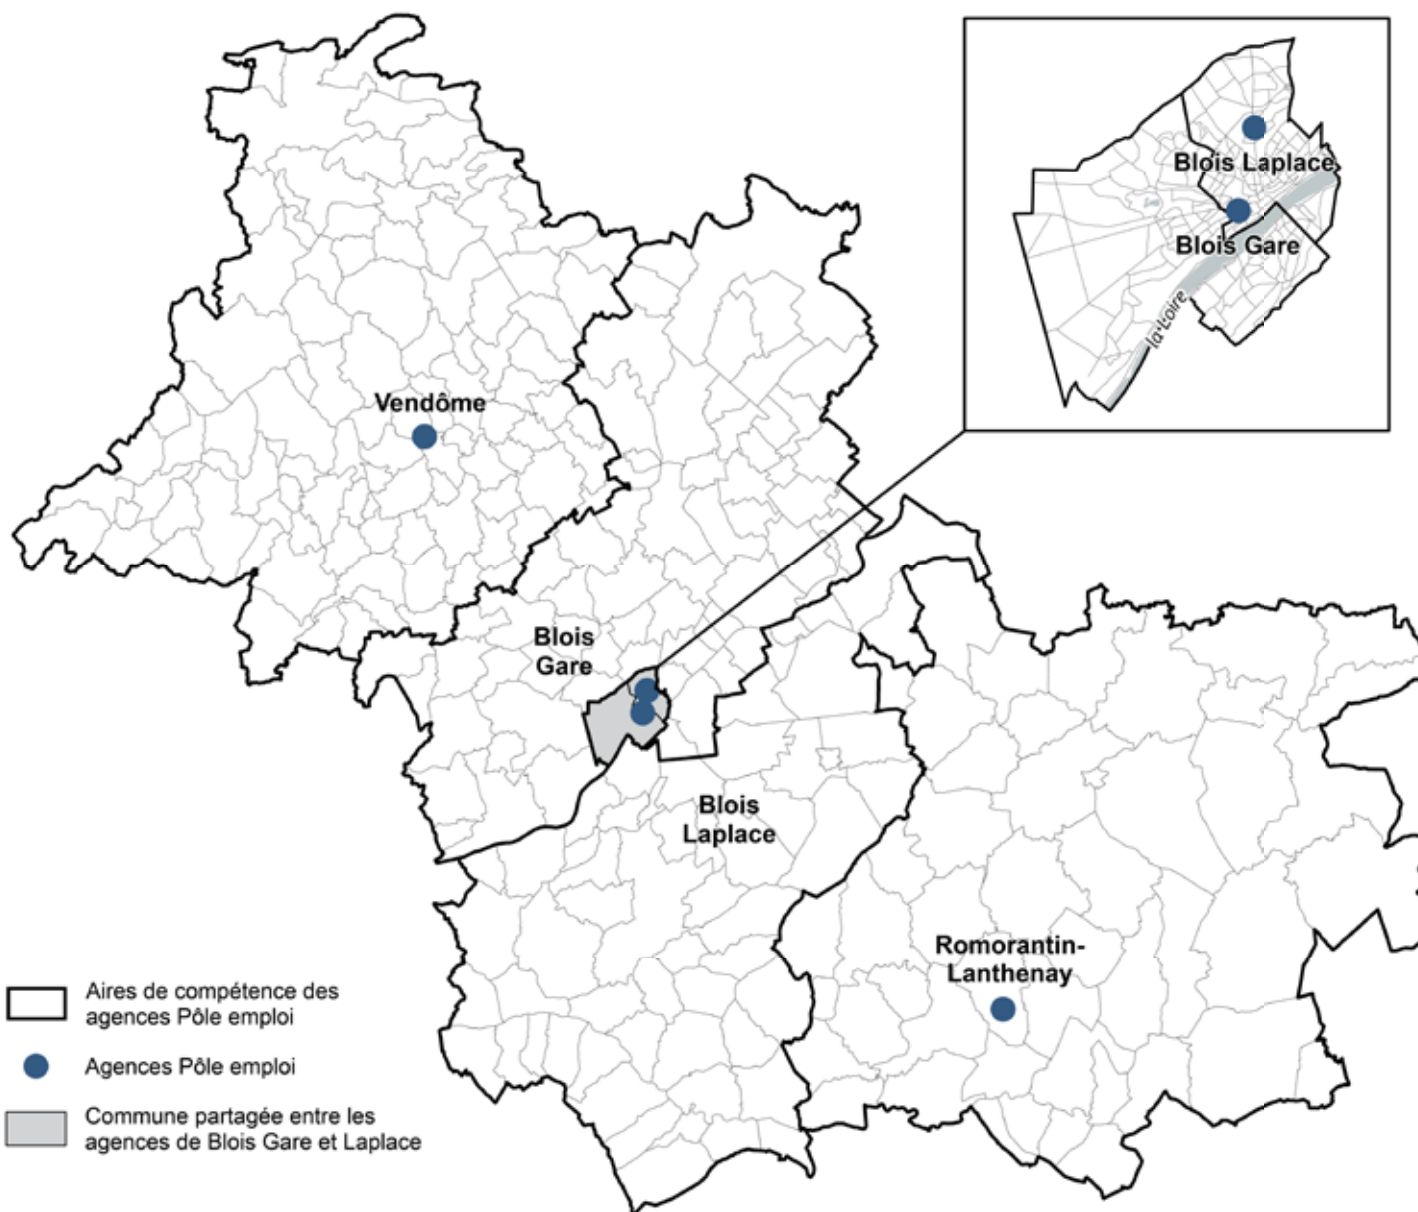 Blois Laplace
Blois Gare
la Loire
Vendôme
Blois
Gare
Blois
Laplace
Romorantin-
Lanthenay
Aires de compétence des
agences Pôle emploi
Agences Pôle emploi
Commune partagée entre les
agences de Blois Gare et Laplace